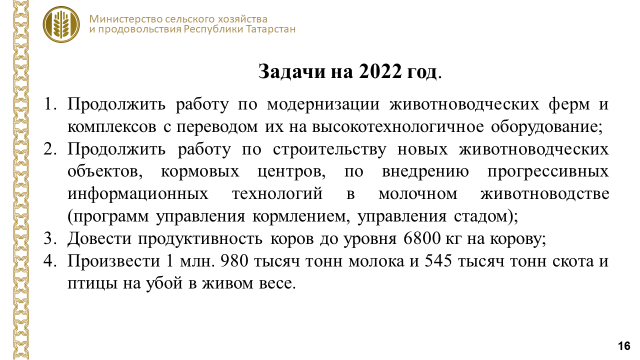 Министерство сельского хозяйства
и продовольствия Республики Татарстан
Задачи на 2022 год.
1. Продолжить работу по модернизации животноводческих ферм и
комплексов с переводом их на высокотехнологичное оборудование;
2. Продолжить работу по строительству новых животноводческих
объектов, кормовых центров, по внедрению прогрессивных
информационных технологий в молочном животноводстве
(программ управления кормлением, управления стадом);
3. Довести продуктивность коров до уровня 6800 кг на корову;
4. Произвести 1 млн. 980 тысяч тонн молока и 545 тысяч тонн скота и
птицы на убой в живом весе.
16